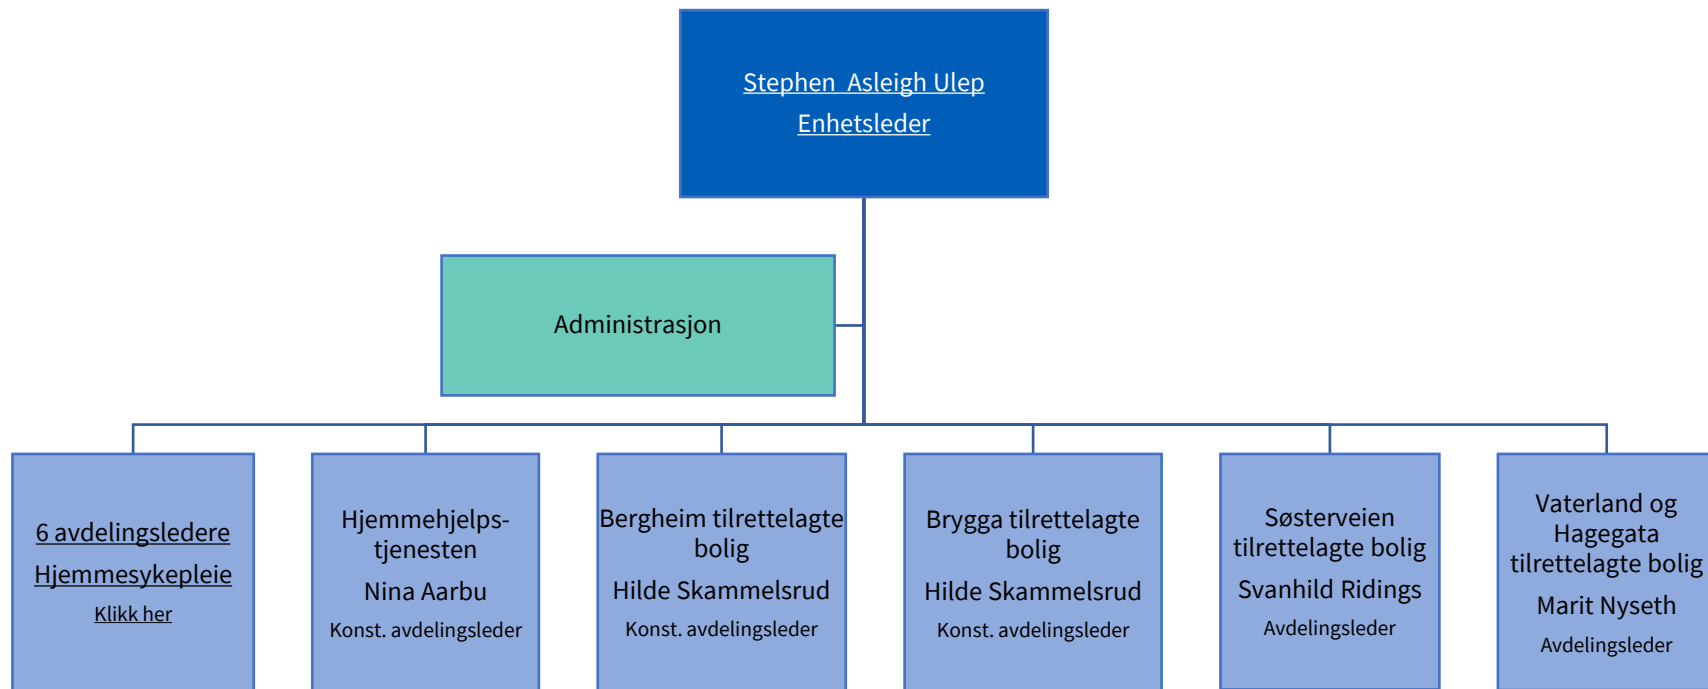 Stephen Asleigh Ulep
Enhetsleder
Administrasjon
6 avdelingsledere
Hjemmesykepleie
Klikk her
Hjemmehjelps-
tjenesten
Nina Aarbu
Konst. avdelingsleder
Bergheim tilrettelagte
bolig
Hilde Skammelsrud
Konst. avdelingsleder
Brygga tilrettelagte
bolig
Hilde Skammelsrud
Konst. avdelingsleder
Søsterveien
tilrettelagte bolig
Svanhild Ridings
Avdelingsleder
Vaterland og
Hagegata
tilrettelagte bolig
Marit Nyseth
Avdelingsleder